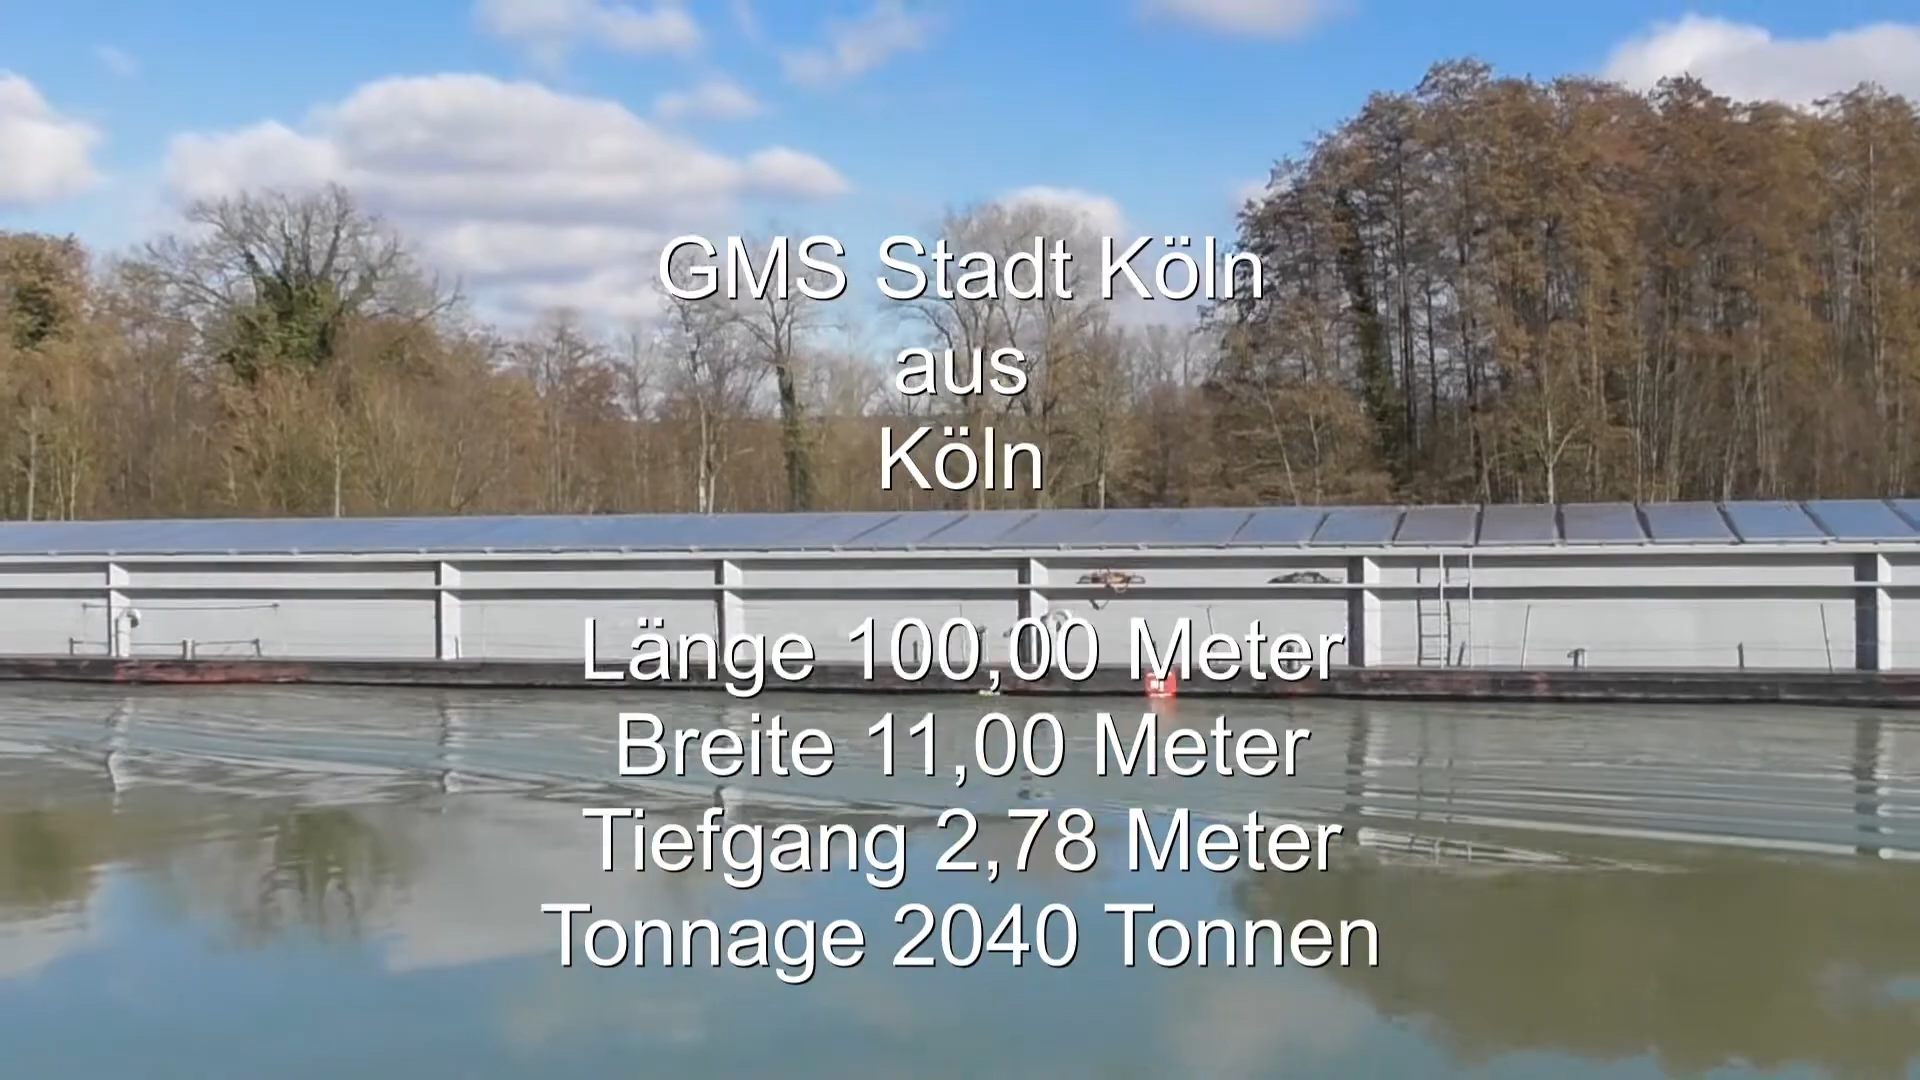 GMS Stadt Köln
aus
Köln
Länge 100,00 Meter
Breite 11,00 Meter
Tiefgang 2,78 Meter
Tonnage 2040 Tonnen